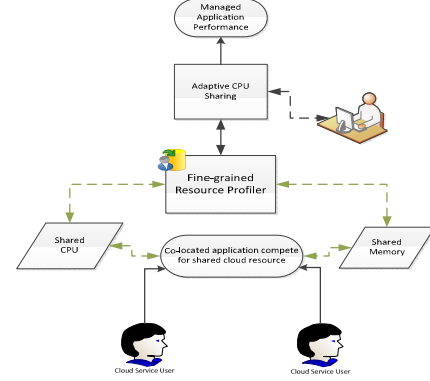 Managed
Application
Performance
Adaptive CPU
Sharing
Fine-grained
Resource Profiler
Shared
CPU
Co-located application compete
for shared cloud resource
Shared
Memory
Cloud Service User
Cloud Service User